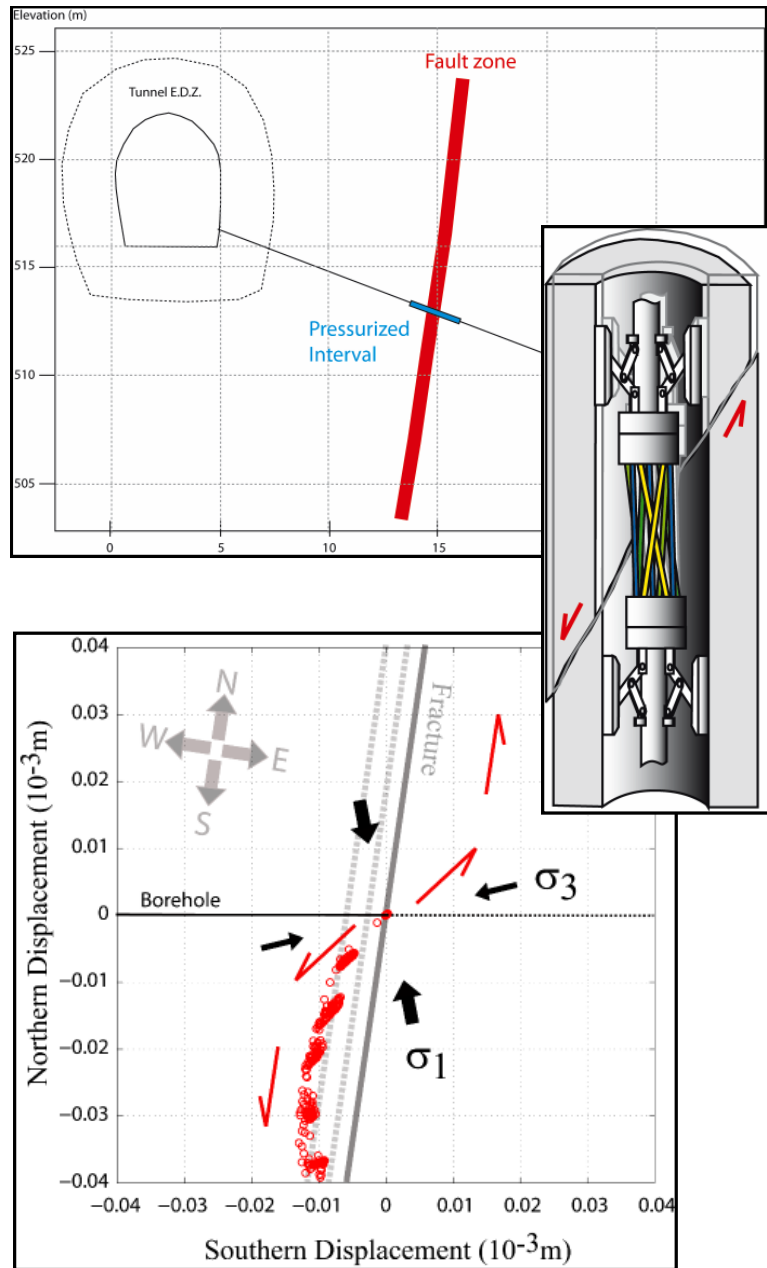 Elevation (m)
525
520
515
510
505
0
5
10
15
Tunnel E.D.Z.
Fault zone
Pressurized
Interval
0.04
0.03
0.02
0.01
0
−0.01
−0.02
−0.03
−0.04
Northern Displacement (10-3m)
N
W
E
S
Fracture
Borehole
σ3
σ1
−0.04
−0.03
−0.02
−0.01
0
0.01
0.02
0.03
0.04
Southern Displacement (10-3m)